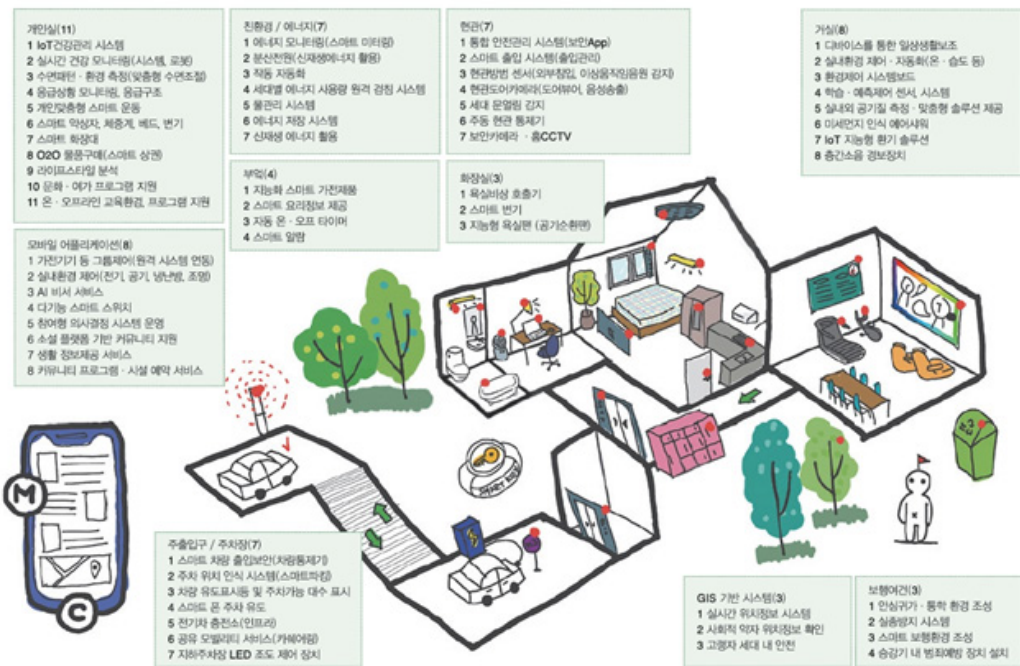 개인실(11)
1 IoT건강관리 시스템
2 실시간 건강 모니터링(시스템, 로봇)
3 수면패턴 · 환경 측정(맞춤형 수면조절)
4 응급상황 모니터링, 응급구조
5 개인맞춤형 스마트 운동
6 스마트 약상자, 체중계, 베드, 변기
7 스마트 화장대
8 O2O 물품구매(스마트 상권)
9 라이프스타일 분석
10 문화 · 여가 프로그램 지원
11 온 · 오프라인 교육환경, 프로그램 지원
친환경 / 에너지(7)
1 에너지 모니터링(스마트 미터링)
2 분산전원(신재생에너지 활용)
3 작동 자동화
4 세대별 에너지 사용량 원격 검침 시스템
5 물관리 시스템
6 에너지 저장 시스템
7 신재생 에너지 활용
현관(7)
1 통합 안전관리 시스템(보안App)
2 스마트 출입 시스템(출입관리)
3 현관방범 센서(외부침입, 이상움직임음원 감지)
4 현관도어카메라(도어뷰어, 음성송출)
5 세대 문열림 감지
6 주동 현관 통제기
7 보안카메라 · 홈CCTV
거실(8)
1 디바이스를 통한 일상생활보조
2 실내환경 제어 · 자동화(온 · 습도 등)
3 환경제어 시스템보드
4 학습 · 예측제어 센서, 시스템
5 실내외 공기질 측정 · 맞춤형 솔루션 제공
6 미세먼지 인식 에어샤워
7 IoT 지능형 환기 솔루션
8 층간소음 경보장치
부엌(4)
1 지능화 스마트 가전제품
2 스마트 요리정보 제공
3 자동 온 · 오프 타이머
4 스마트 알람
화장실(3)
1 욕실비상 호출기
2 스마트 변기
3 지능형 욕실팬 (공기순환팬)
모바일 어플리케이션(8)
1 가전기기 등 그룹제어(원격 시스템 연동)
2 실내환경 제어(전기, 공기, 냉난방, 조명)
3 AI 비서 서비스
4 다기능 스마트 스위치
5 참여형 의사결정 시스템 운영
6 소셜 플랫폼 기반 커뮤니티 지원
7 생활 정보제공 서비스
8 커뮤니티 프로그램 · 시설 예약 서비스
M
C
주출입구 / 주차장(7)
1 스마트 차량 출입보안(차량통제기)
2 주차 위치 인식 시스템(스마트파킹)
3 차량 유도표시등 및 주차가능 대수 표시
4 스마트 폰 주차 유도
5 전기차 충전소(인프라)
6 공유 모빌리티 서비스(카쉐어링)
7 지하주차장 LED 조도 제어 장치
GIS 기반 시스템(3)
1 실시간 위치정보 시스템
2 사회적 약자 위치정보 확인
3 고령자 세대 내 안전
보행여건(3)
1 안심귀가 · 통학 환경 조성
2 실종방지 시스템
3 스마트 보행환경 조성
4 승강기 내 범죄예방 장치 설치